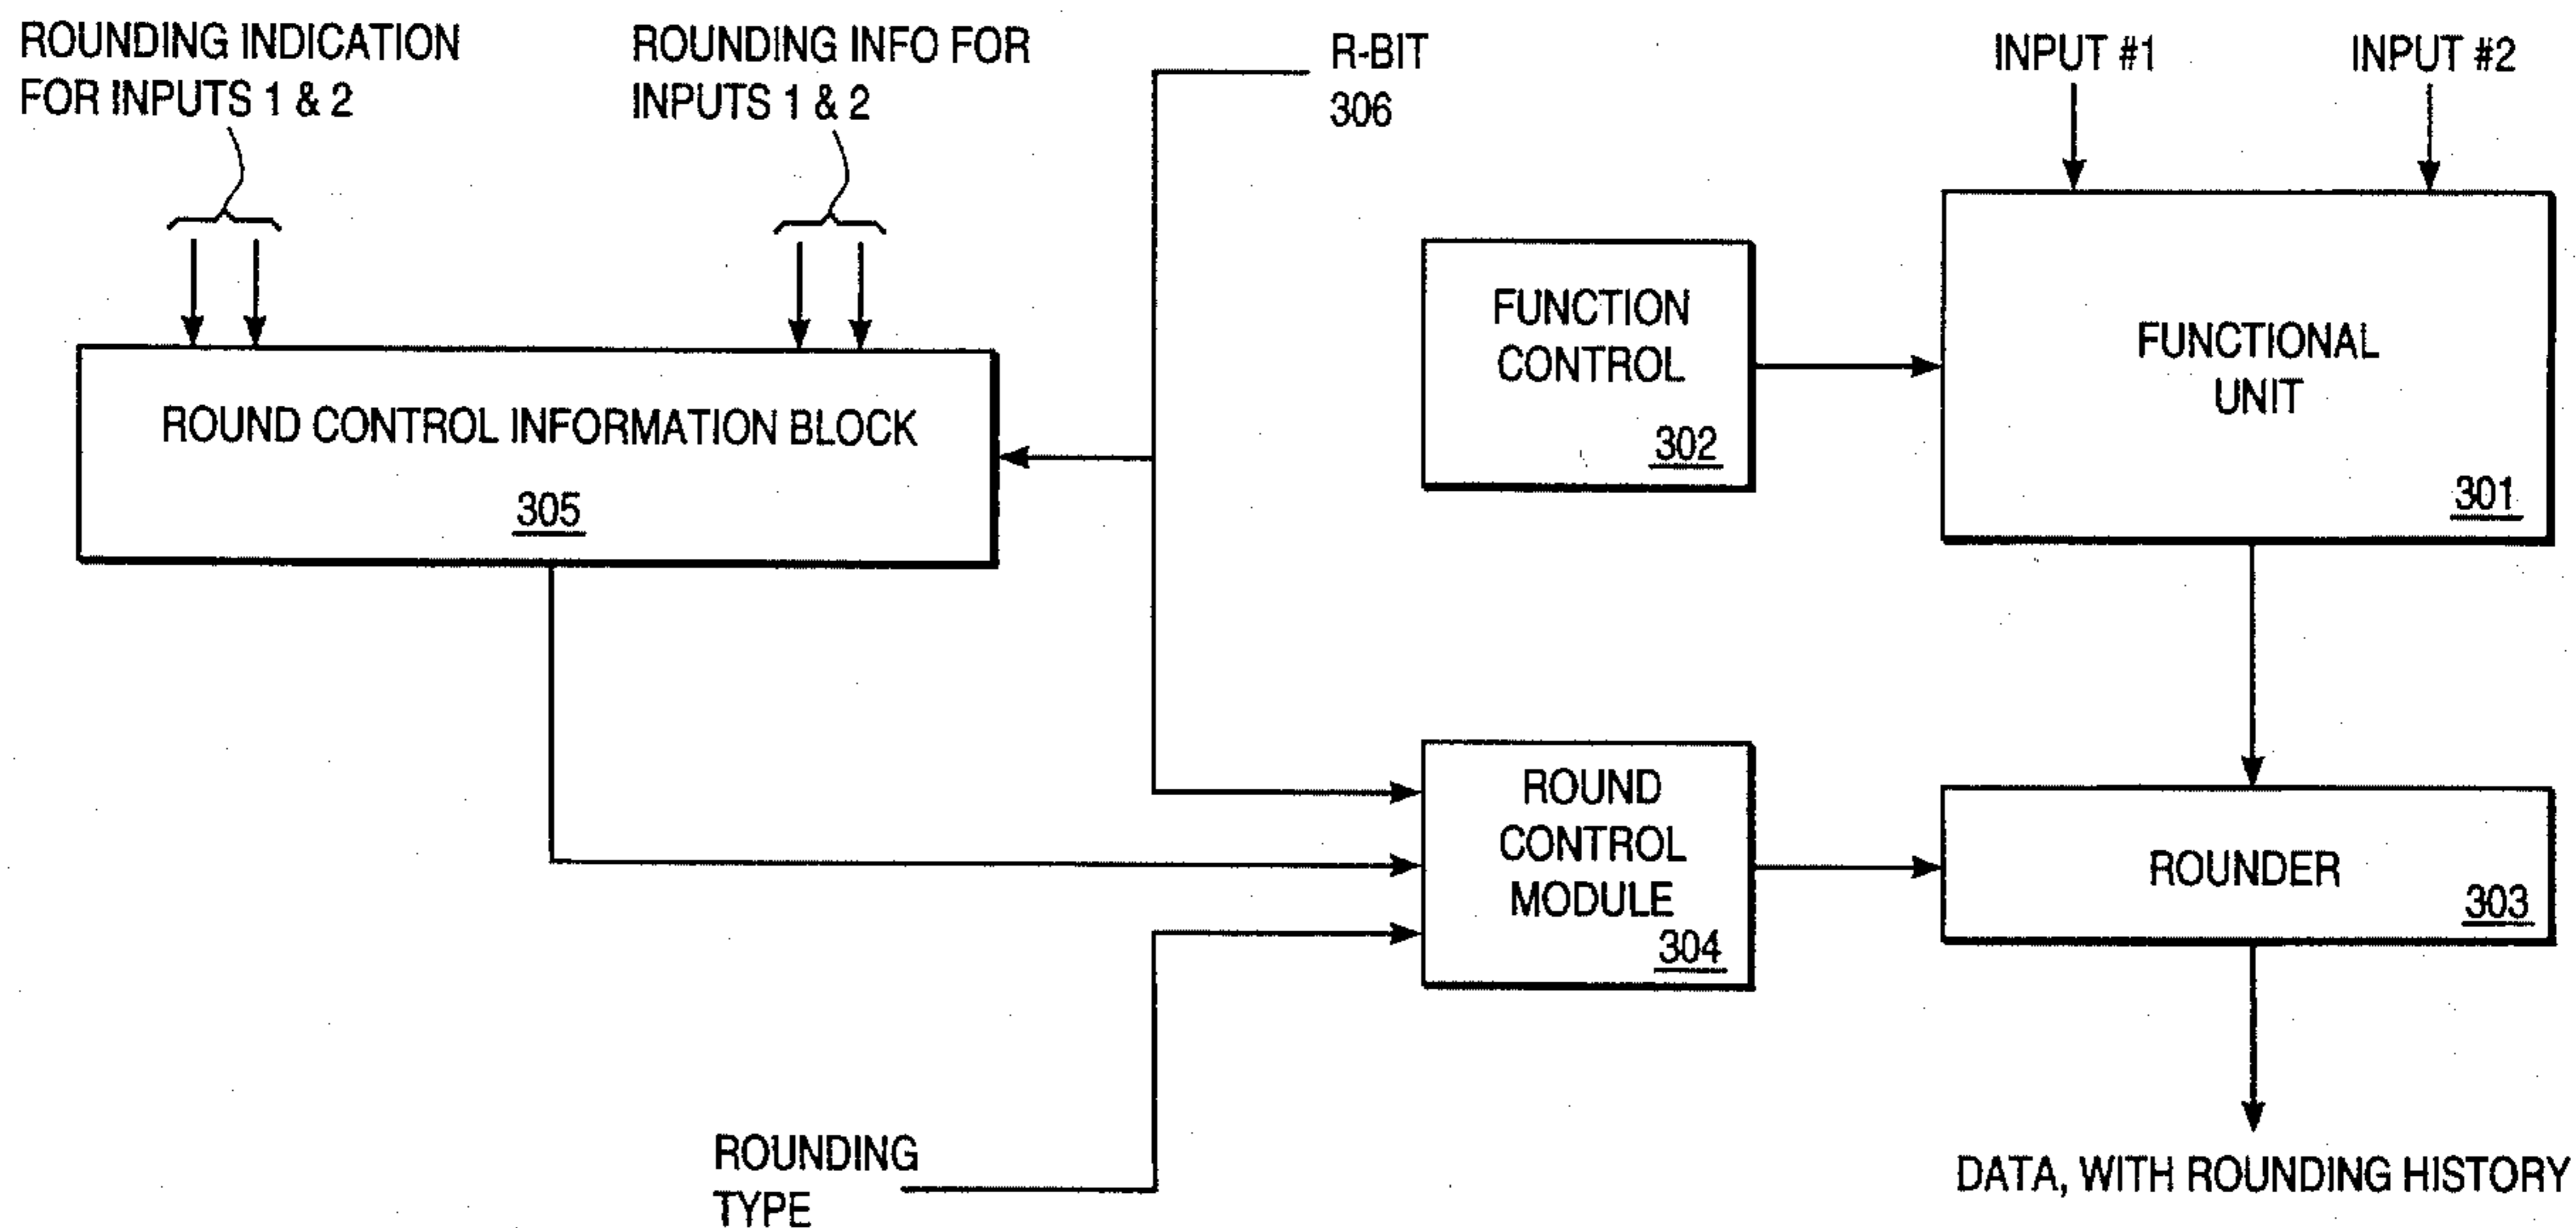 ROUNDING INDICATION
FOR INPUTS 1 & 2
ROUNDING INFO FOR
INPUTS 1 & 2
R-BIT
306
INPUT #1
INPUT #2
FUNCTION
CONTROL
302
FUNCTIONAL
UNIT
301
ROUND CONTROL INFORMATION BLOCK
305
ROUND
CONTROL
MODULE
304
ROUNDER
303
ROUNDING
TYPE
DATA, WITH ROUNDING HISTORY